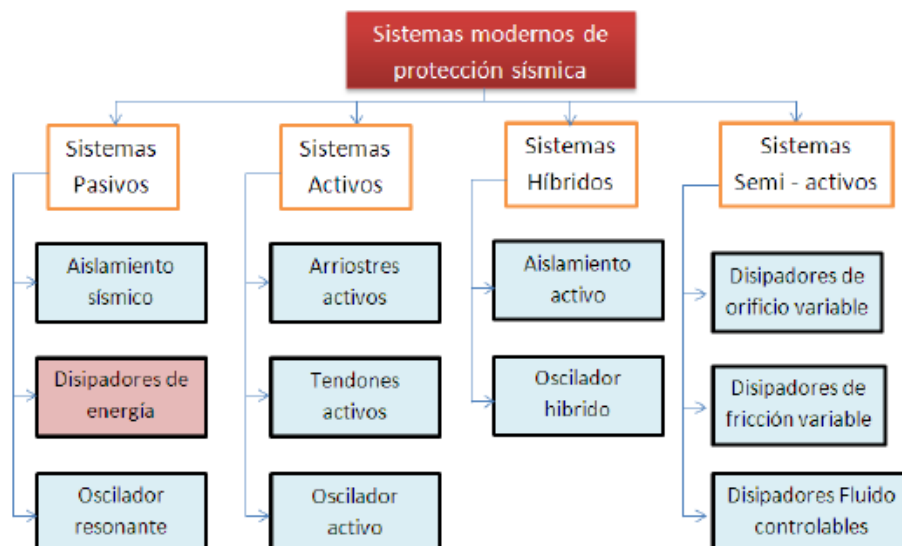 Sistemas modernos de
protección sísmica
Sistemas
Pasivos
Aislamiento
sísmico
Disipadores de
energía
Oscilador
resonante
Sistemas
Activos
Arriostres
activos
Tendones
activos
Oscilador
activo
Sistemas
Híbridos
Aislamiento
activo
Oscilador
hibrido
Sistemas
Semi - activos
Disipadores de
orificio variable
Disipadores de
fricción variable
Disipadores Fluido
controlables